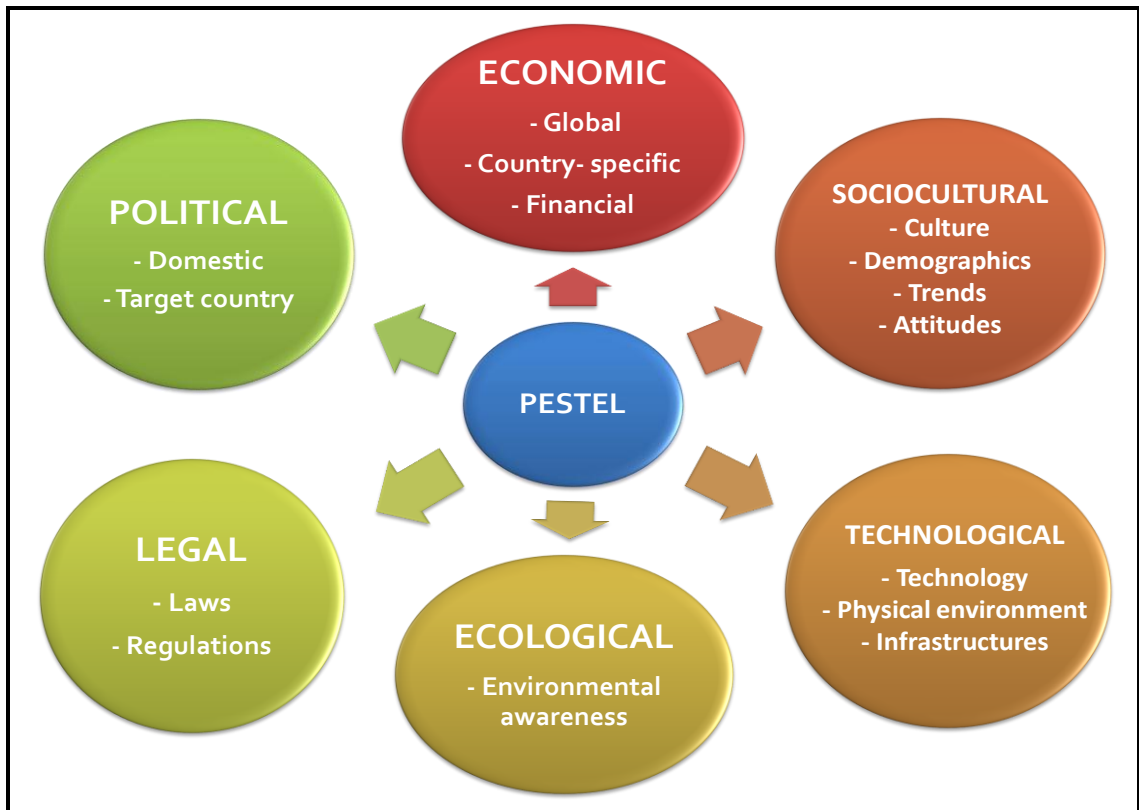 ECONOMIC
- Global
- Country- specific
- Financial
POLITICAL
- Domestic
- Target country
SOCIOCULTURAL
- Culture
- Demographics
- Trends
- Attitudes
PESTEL
LEGAL
- Laws
- Regulations
ECOLOGICAL
- Environmental
awareness
TECHNOLOGICAL
- Technology
- Physical environment
- Infrastructures